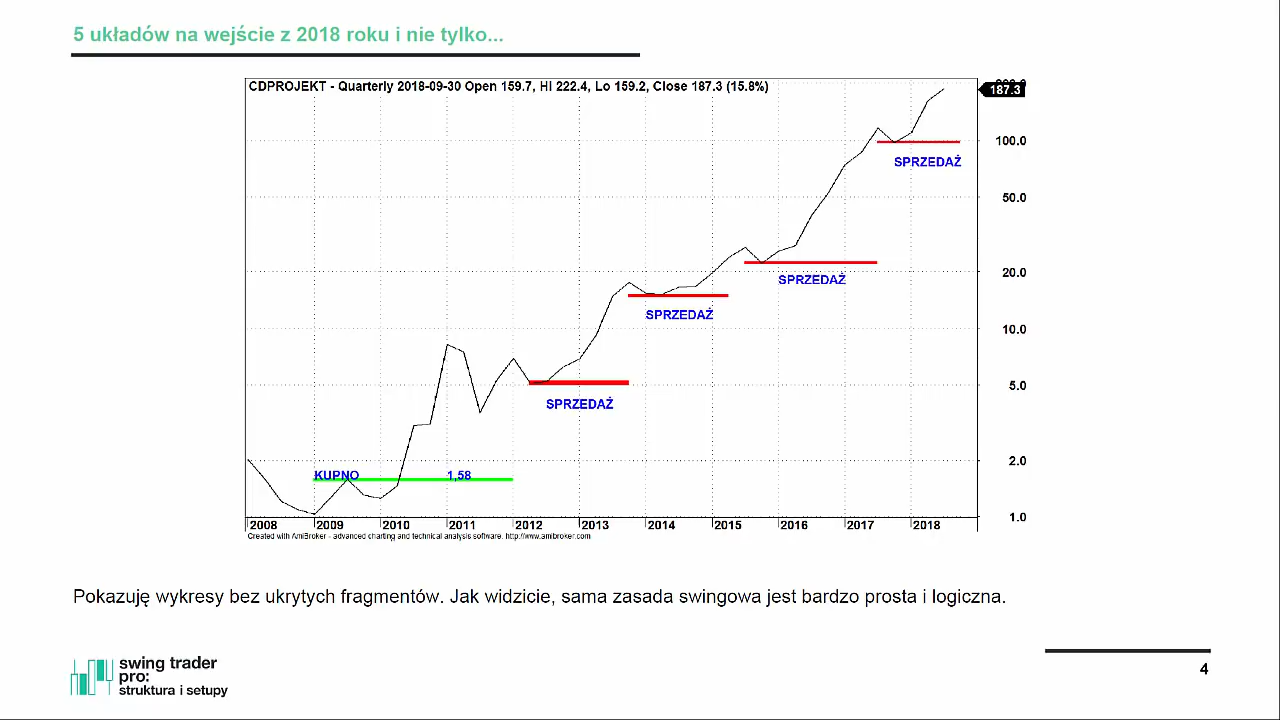 5 układów na wejście z 2018 roku i nie tylko...
CDPROJEKT - Quarterly 2018-09-30 Open 159.7, Hi 222.4, Lo 159.2, Close 187.3 (15.8%)
187.3
100.0
SPRZEDAŻ
50.0
20.0
SPRZEDAŻ
SPRZEDAŻ
10.0
5.0
SPRZEDAŻ
KUPNO 1,58
2.0
1.0
2008 2009 2010 2011 2012 2013 2014 2015 2016 2017 2018
Created with AmiBroker - advanced charting and technical analysis software. http://www.amibroker.com
Pokazuję wykresy bez ukrytych fragmentów. Jak widzicie, sama zasada swingowa jest bardzo prosta i logiczna.
swing trader
pro:
struktura i setupy
4